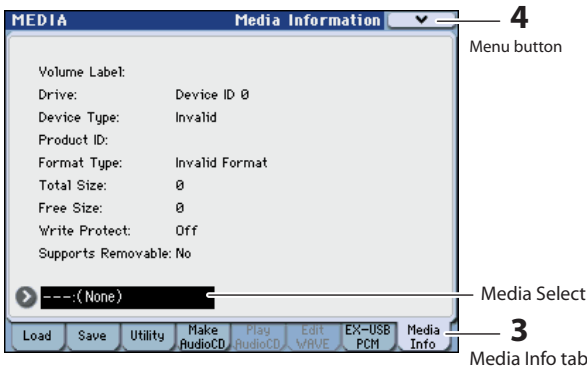 MEDIA Media Information 4
Menu button
Volume Label:
Drive: Device ID 0
Device Type: Invalid
Product ID:
Format Type: Invalid Format
Total Size: 0
Free Size: 0
Write Protect: Off
Supports Removable: No
---:(None) Media Select
Load Save Utility Make AudioCD Play AudioCD Edit WAVE EX-USB PCM Media Info 3
Media Info tab